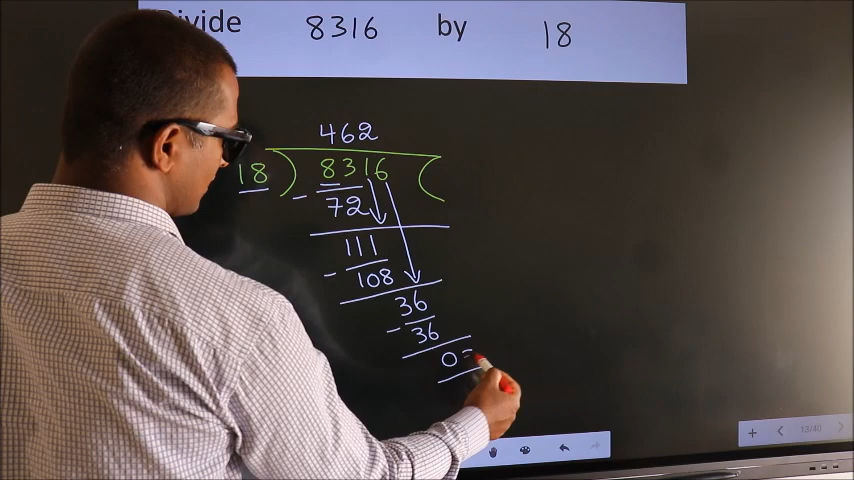 Divide 8316 by 18
462
18 ) 8316 (
- 72
111
- 108
36
- 36
0 =
+ < 13/40 >